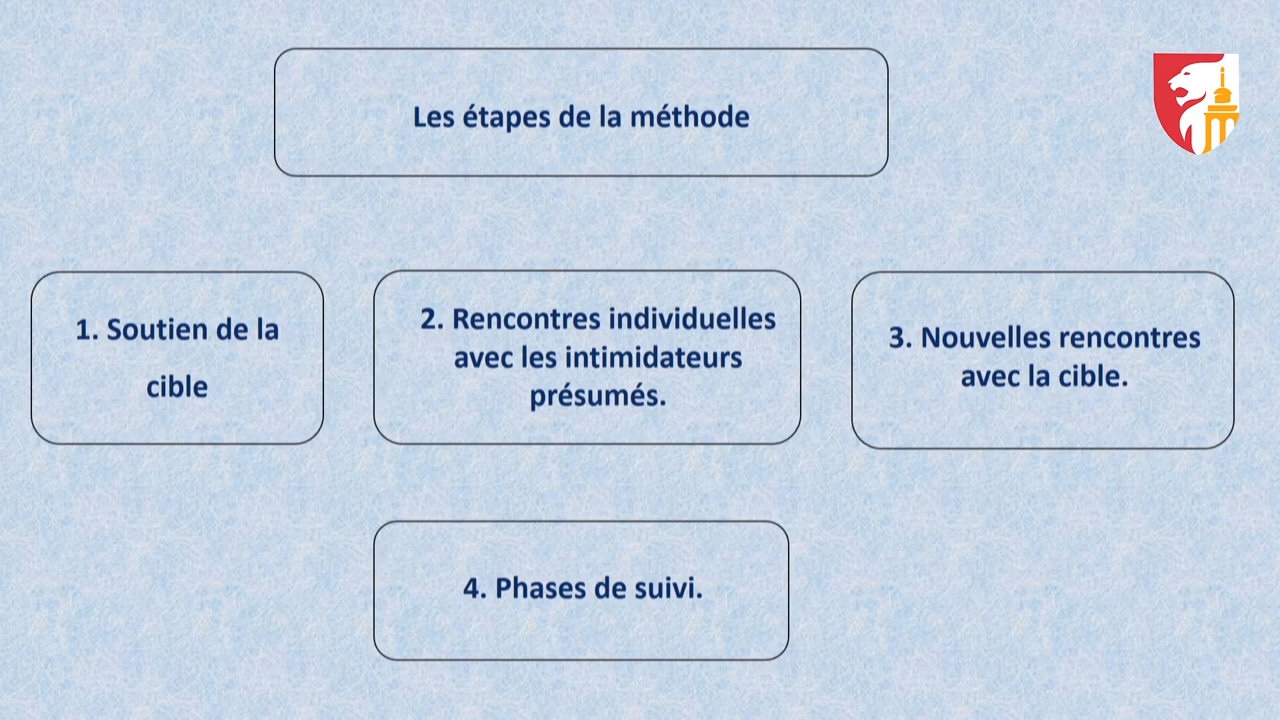 Les étapes de la méthode
1. Soutien de la
cible
2. Rencontres individuelles
avec les intimidateurs
présumés.
3. Nouvelles rencontres
avec la cible.
4. Phases de suivi.